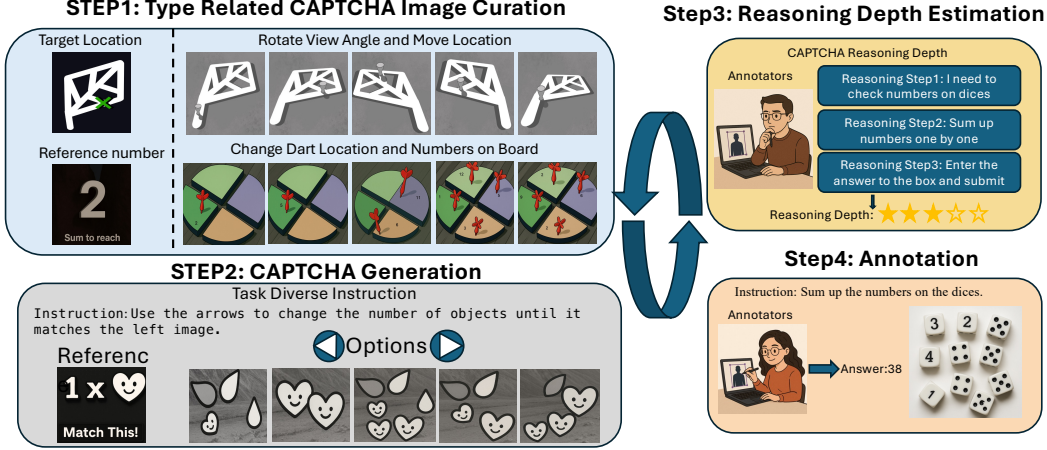 STEP1: Type Related CAPTCHA Image Curation
Target Location
Rotate View Angle and Move Location
Reference number
2
Sum to reach
Change Dart Location and Numbers on Board
STEP2: CAPTCHA Generation
Task Diverse Instruction
Instruction:Use the arrows to change the number of objects until it
matches the left image.
Referenc
Options
1 x
Match This!
Step3: Reasoning Depth Estimation
CAPTCHA Reasoning Depth
Annotators
Reasoning Step1: I need to
check numbers on dices
Reasoning Step2: Sum up
numbers one by one
Reasoning Step3: Enter the
answer to the box and submit
Reasoning Depth:
Step4: Annotation
Instruction: Sum up the numbers on the dices.
Annotators
Answer:38
3 2
4
1